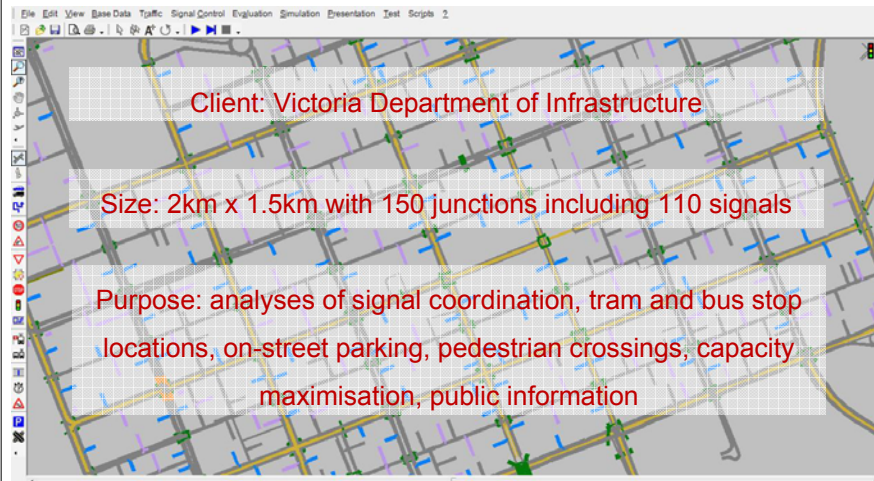 File Edit View Base Data Traffic Signal Control Evaluation Simulation Presentation Test Scripts ?
Client: Victoria Department of Infrastructure
Size: 2km x 1.5km with 150 junctions including 110 signals
Purpose: analyses of signal coordination, tram and bus stop
locations, on-street parking, pedestrian crossings, capacity
maximisation, public information